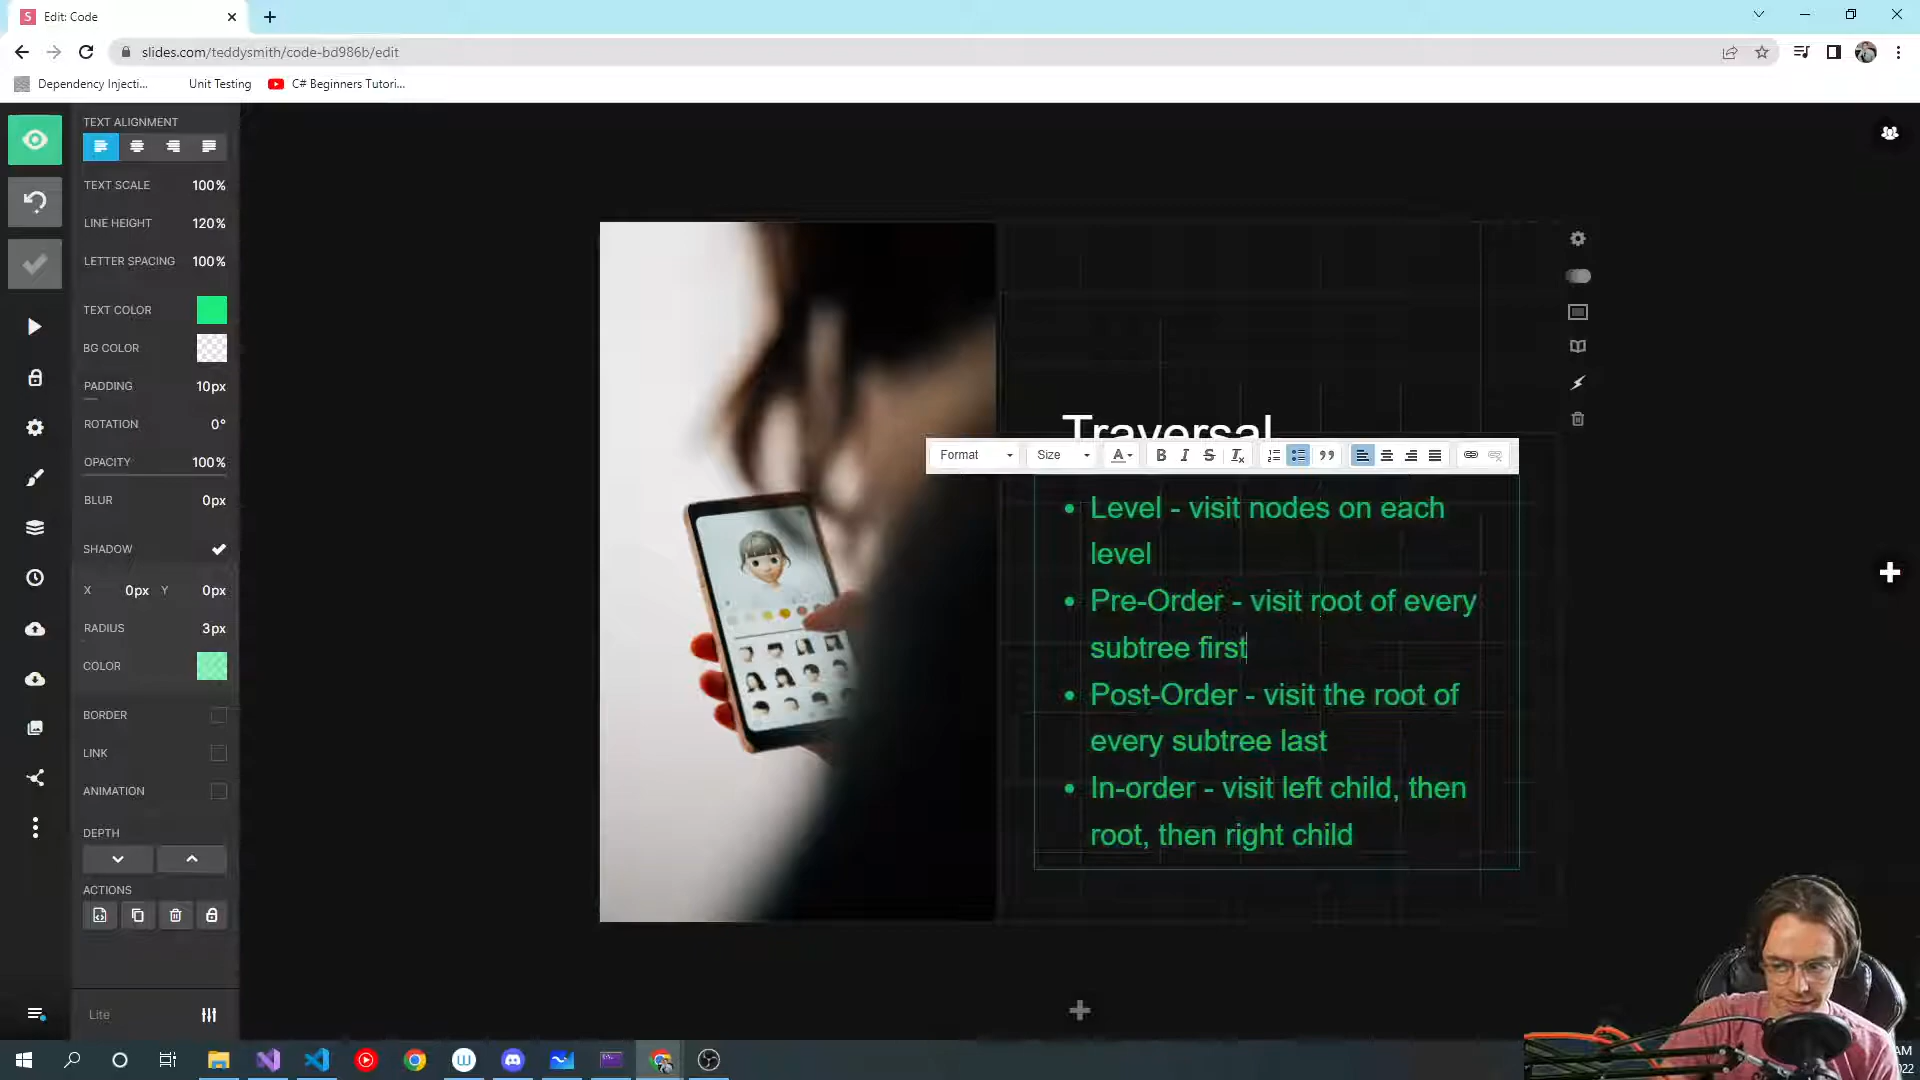 Edit: Code
slides.com/teddysmith/code-bd986b/edit
Dependency Injecti... Unit Testing C# Beginners Tutori...
TEXT ALIGNMENT
TEXT SCALE 100%
LINE HEIGHT 120%
LETTER SPACING 100%
TEXT COLOR
BG COLOR
PADDING 10px
ROTATION 0°
OPACITY 100%
BLUR 0px
SHADOW
X 0px Y 0px
RADIUS 3px
COLOR
BORDER
LINK
ANIMATION
DEPTH
ACTIONS
Lite
Traversal
Format Size A B I S Tx
Level - visit nodes on each
level
Pre-Order - visit root of every
subtree first
Post-Order - visit the root of
every subtree last
In-order - visit left child, then
root, then right child
AM
022